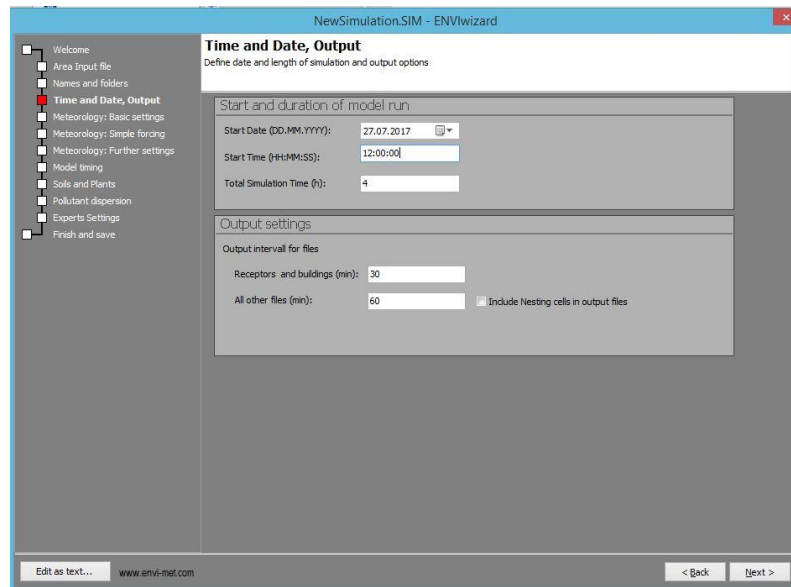 NewSimulation.SIM - ENVIwizard
Welcome
Area Input file
Names and folders
Time and Date, Output
Meteorology: Basic settings
Meteorology: Simple forcing
Meteorology: Further settings
Model timing
Soils and Plants
Pollutant dispersion
Experts Settings
Finish and save
Time and Date, Output
Define date and length of simulation and output options
Start and duration of model run
Start Date (DD.MM.YYYY): 27.07.2017
Start Time (HH:MM:SS): 12:00:00
Total Simulation Time (h): 4
Output settings
Output intervall for files
Receptors and buildings (min): 30
All other files (min): 60 Include Nesting cells in output files
Edit as text... www.envi-met.com < Back Next >